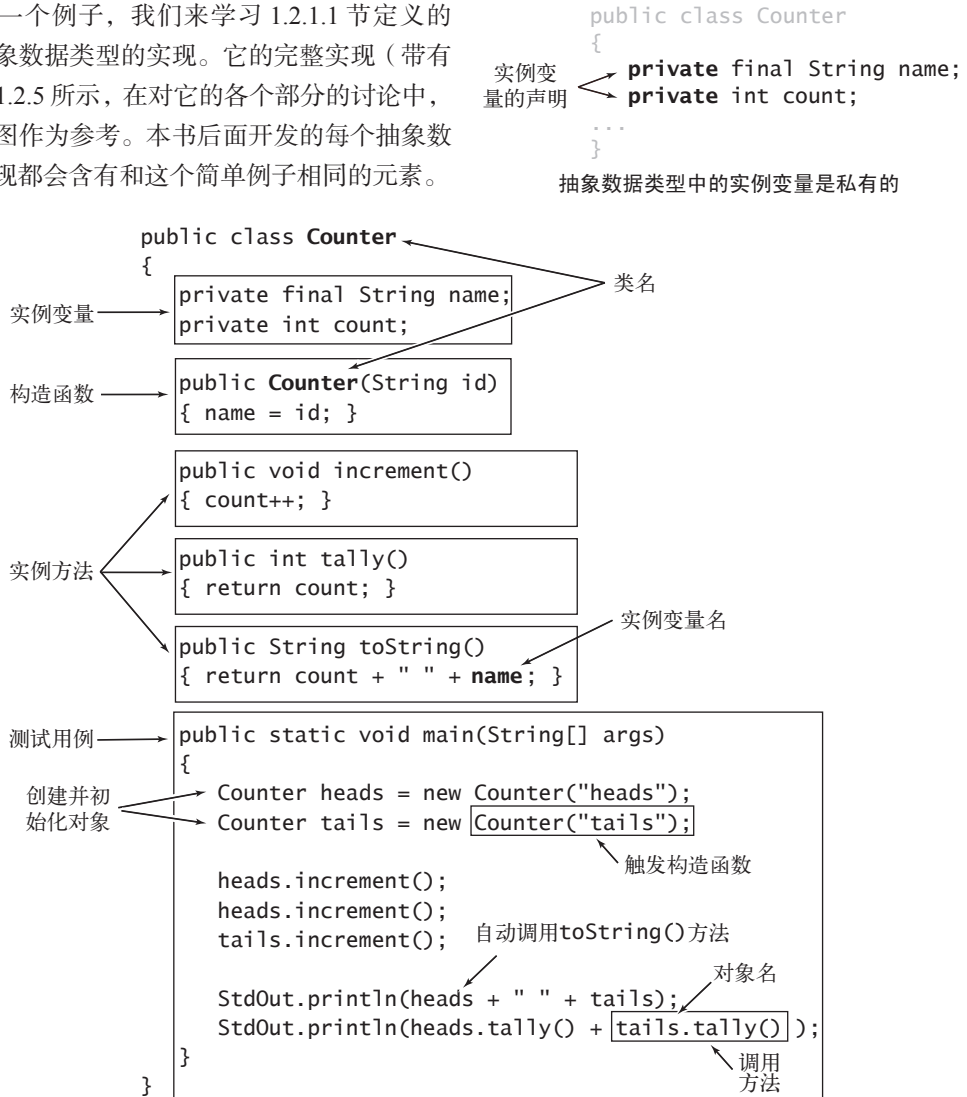 一个例子，我们来学习 1.2.1.1 节定义的
象数据类型的实现。它的完整实现（带有
1.2.5 所示，在对它的各个部分的讨论中，
图作为参考。本书后面开发的每个抽象数
现都会含有和这个简单例子相同的元素。
public class Counter
{
实例变
量的声明
private final String name;
private int count;
...
}
抽象数据类型中的实例变量是私有的
public class Counter
{
类名
实例变量
private final String name;
private int count;
构造函数
public Counter(String id)
{ name = id; }
public void increment()
{ count++; }
实例方法
public int tally()
{ return count; }
实例变量名
public String toString()
{ return count + " " + name; }
测试用例
public static void main(String[] args)
{
创建并初
始化对象
Counter heads = new Counter("heads");
Counter tails = new Counter("tails");
触发构造函数
heads.increment();
heads.increment();
tails.increment();
自动调用toString()方法
对象名
StdOut.println(heads + " " + tails);
StdOut.println(heads.tally() + tails.tally() );
}
调用
方法
}